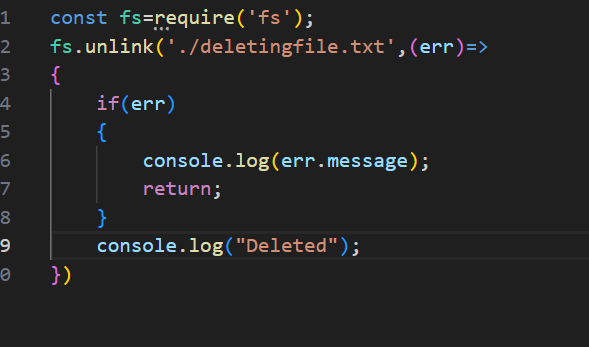 1 const fs=require('fs');
2 fs.unlink('./deletingfile.txt',(err)=>
3 {
4 if(err)
5 {
6 console.log(err.message);
7 return;
8 }
9 console.log("Deleted");
0 })